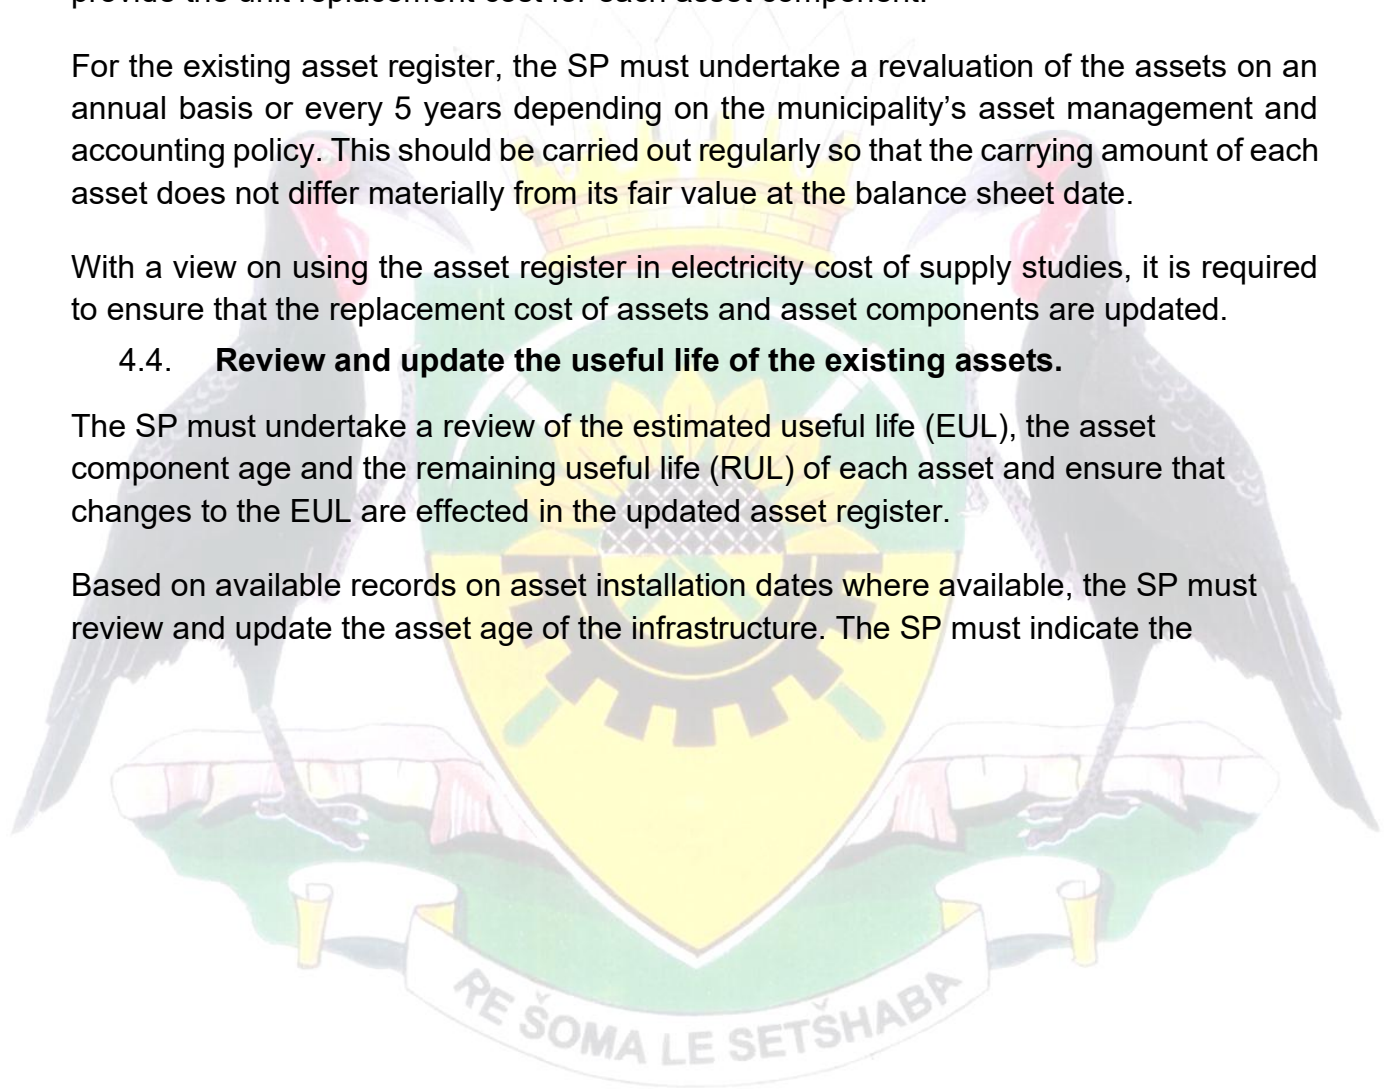 provide the unit replacement cost for each asset component.
For the existing asset register, the SP must undertake a revaluation of the assets on an
annual basis or every 5 years depending on the municipality’s asset management and
accounting policy. This should be carried out regularly so that the carrying amount of each
asset does not differ materially from its fair value at the balance sheet date.
With a view on using the asset register in electricity cost of supply studies, it is required
to ensure that the replacement cost of assets and asset components are updated.
4.4. Review and update the useful life of the existing assets.
The SP must undertake a review of the estimated useful life (EUL), the asset
component age and the remaining useful life (RUL) of each asset and ensure that
changes to the EUL are effected in the updated asset register.
Based on available records on asset installation dates where available, the SP must
review and update the asset age of the infrastructure. The SP must indicate the
RE ŠOMA LE SETŠHABA